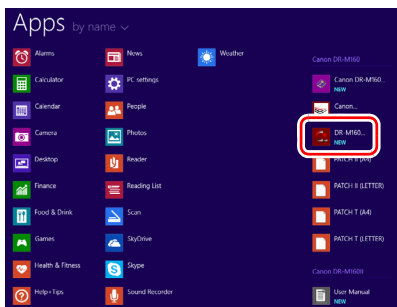 Apps by name
Alarms
Calculator
Calendar
Camera
Desktop
Finance
Food & Drink
Games
Health & Fitness
Help+Tips
News
PC settings
People
Photos
Reader
Reading List
Scan
SkyDrive
Skype
Sound Recorder
Weather
Canon DR-M160
Canon DR-M160..
NEW
Canon...
DR-M160...
NEW
PATCH II (A4)
PATCH II (LETTER)
PATCH T (A4)
PATCH T (LETTER)
Canon DR-M160II
User Manual
NEW